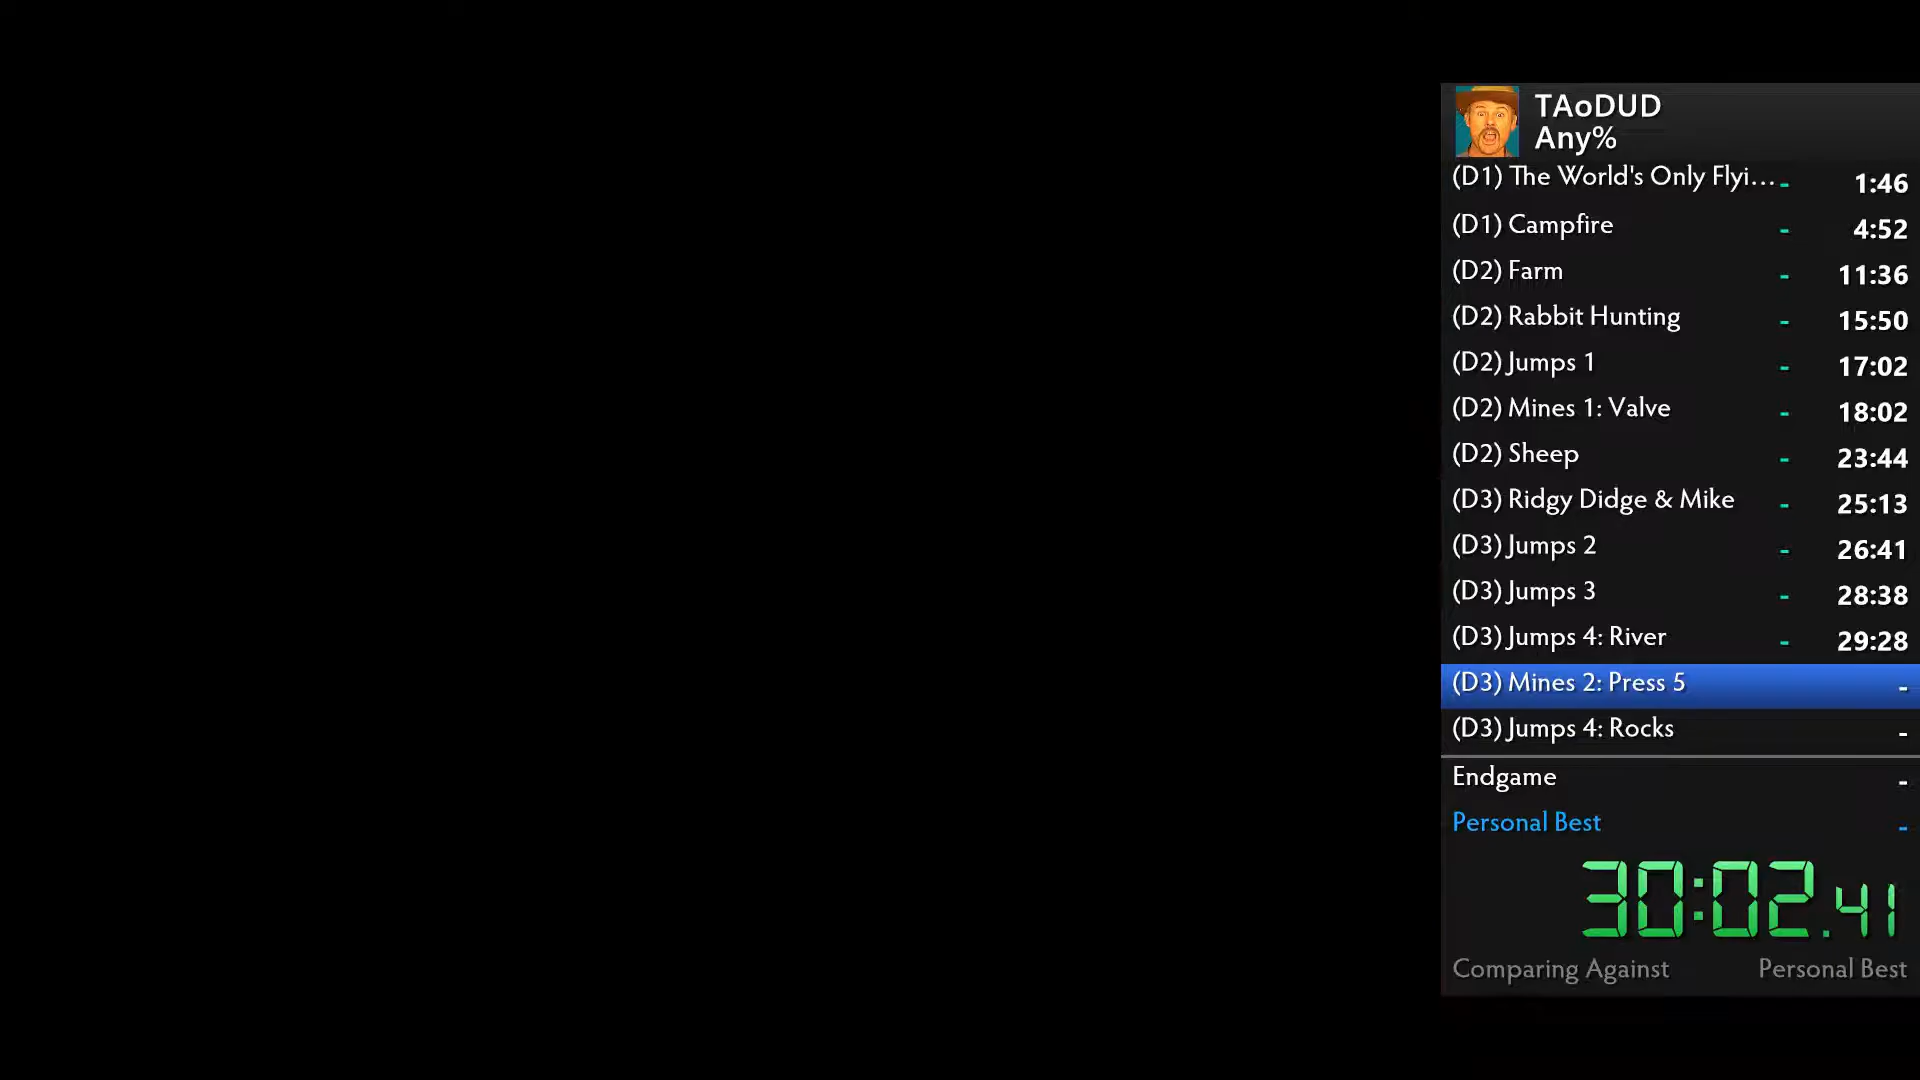 TAoDUD
Any%
(D1) The World's Only Flyi... - 1:46
(D1) Campfire - 4:52
(D2) Farm - 11:36
(D2) Rabbit Hunting - 15:50
(D2) Jumps 1 - 17:02
(D2) Mines 1: Valve - 18:02
(D2) Sheep - 23:44
(D3) Ridgy Didge & Mike - 25:13
(D3) Jumps 2 - 26:41
(D3) Jumps 3 - 28:38
(D3) Jumps 4: River - 29:28
(D3) Mines 2: Press 5 -
(D3) Jumps 4: Rocks -
Endgame -
Personal Best -
30:02.41
Comparing Against Personal Best